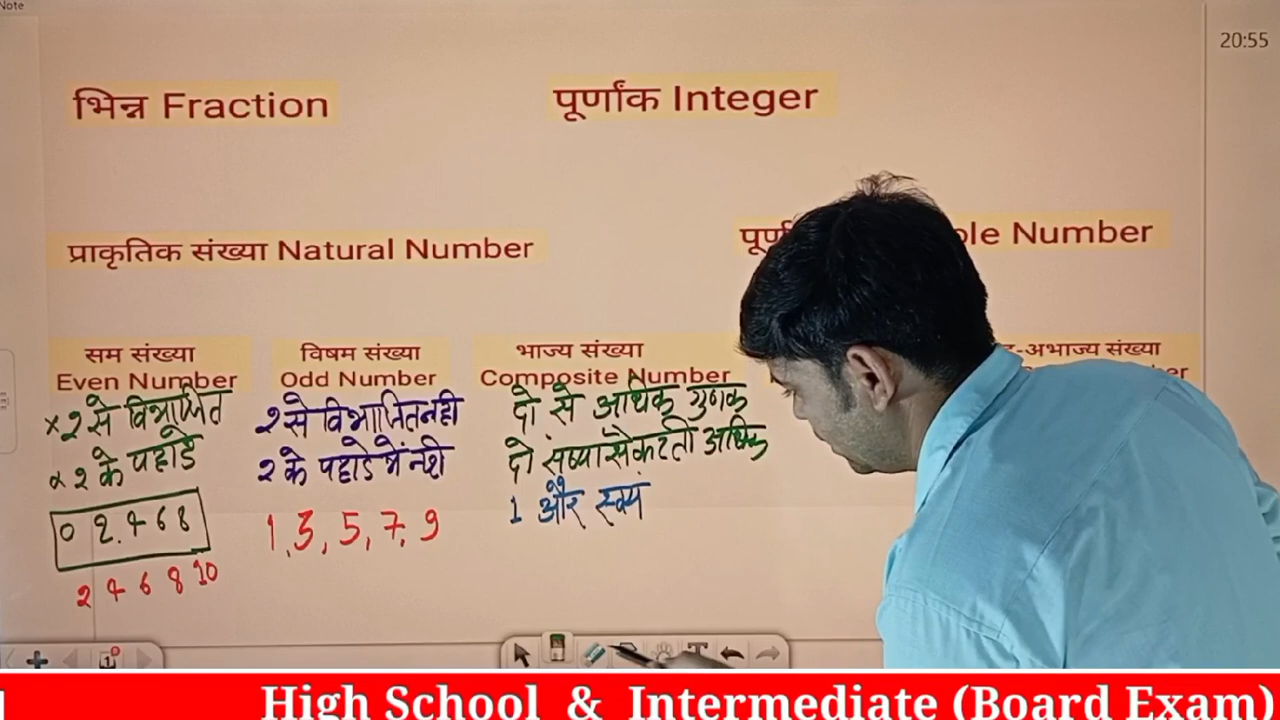 Note
20:55
भिन्न Fraction
पूर्णांक Integer
प्राकृतिक संख्या Natural Number
ole Number
सम संख्या
Even Number
×2 से विभाजित
×2 के पहाडे
0 2, 4 6 8
2 4 6 8 10
विषम संख्या
Odd Number
2 से विभाजित नही
2 के पहाडे में नही
1, 3, 5, 7, 9
भाज्य संख्या
Composite Number
दो से अधिक गुणक
दो अधिक
1 और स्वयं
-अभाज्य संख्या
1
T
High School & Intermediate (Board Exam)